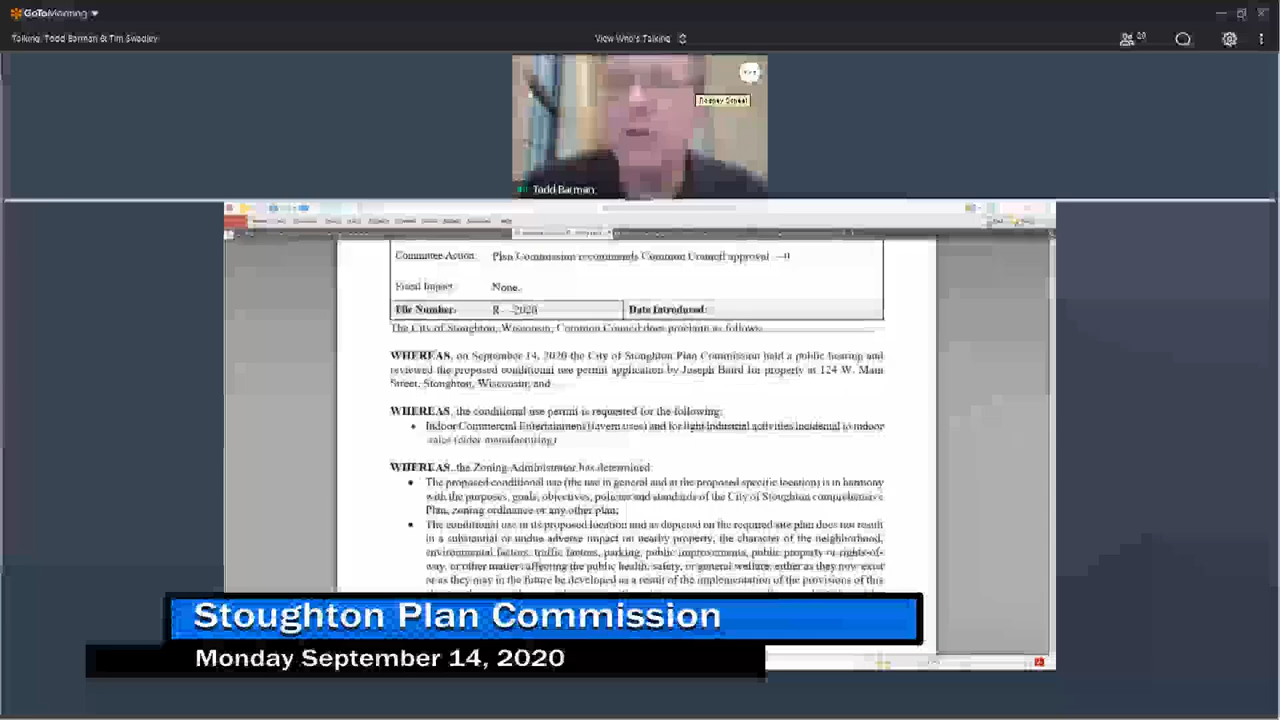 GoToMeeting
Talking: Todd Barman & Tim Swadley
View Who's Talking
20
Rodney Scheel
Todd Barman
Committee Action: Plan Commission recommends Common Council approval
Fiscal Impact: None.
File Number: R- -2020 Date Introduced:
The City of Stoughton, Wisconsin, Common Council does proclaim as follows:
WHEREAS, on September 14, 2020 the City of Stoughton Plan Commission held a public hearing and
reviewed the proposed conditional use permit application by Joseph Baird for property at 124 W. Main
Street, Stoughton, Wisconsin; and
WHEREAS, the conditional use permit is requested for the following:
• Indoor Commercial Entertainment (tavern uses) and for light industrial activities incidental to indoor
sales (cider manufacturing)
WHEREAS, the Zoning Administrator has determined:
• The proposed conditional use (the use in general and at the proposed specific location) is in harmony
with the purposes, goals, objectives, policies and standards of the City of Stoughton comprehensive
Plan, zoning ordinance or any other plan;
• The conditional use in its proposed location and as depicted on the required site plan does not result
in a substantial or undue adverse impact on nearby property, the character of the neighborhood,
environmental factors, traffic factors, parking, public improvements, public property or rights-of-
way, or other matters affecting the public health, safety, or general welfare, either as they now exist
or as they may in the future be developed as a result of the implementation of the provisions of this
Stoughton Plan Commission
Monday September 14, 2020